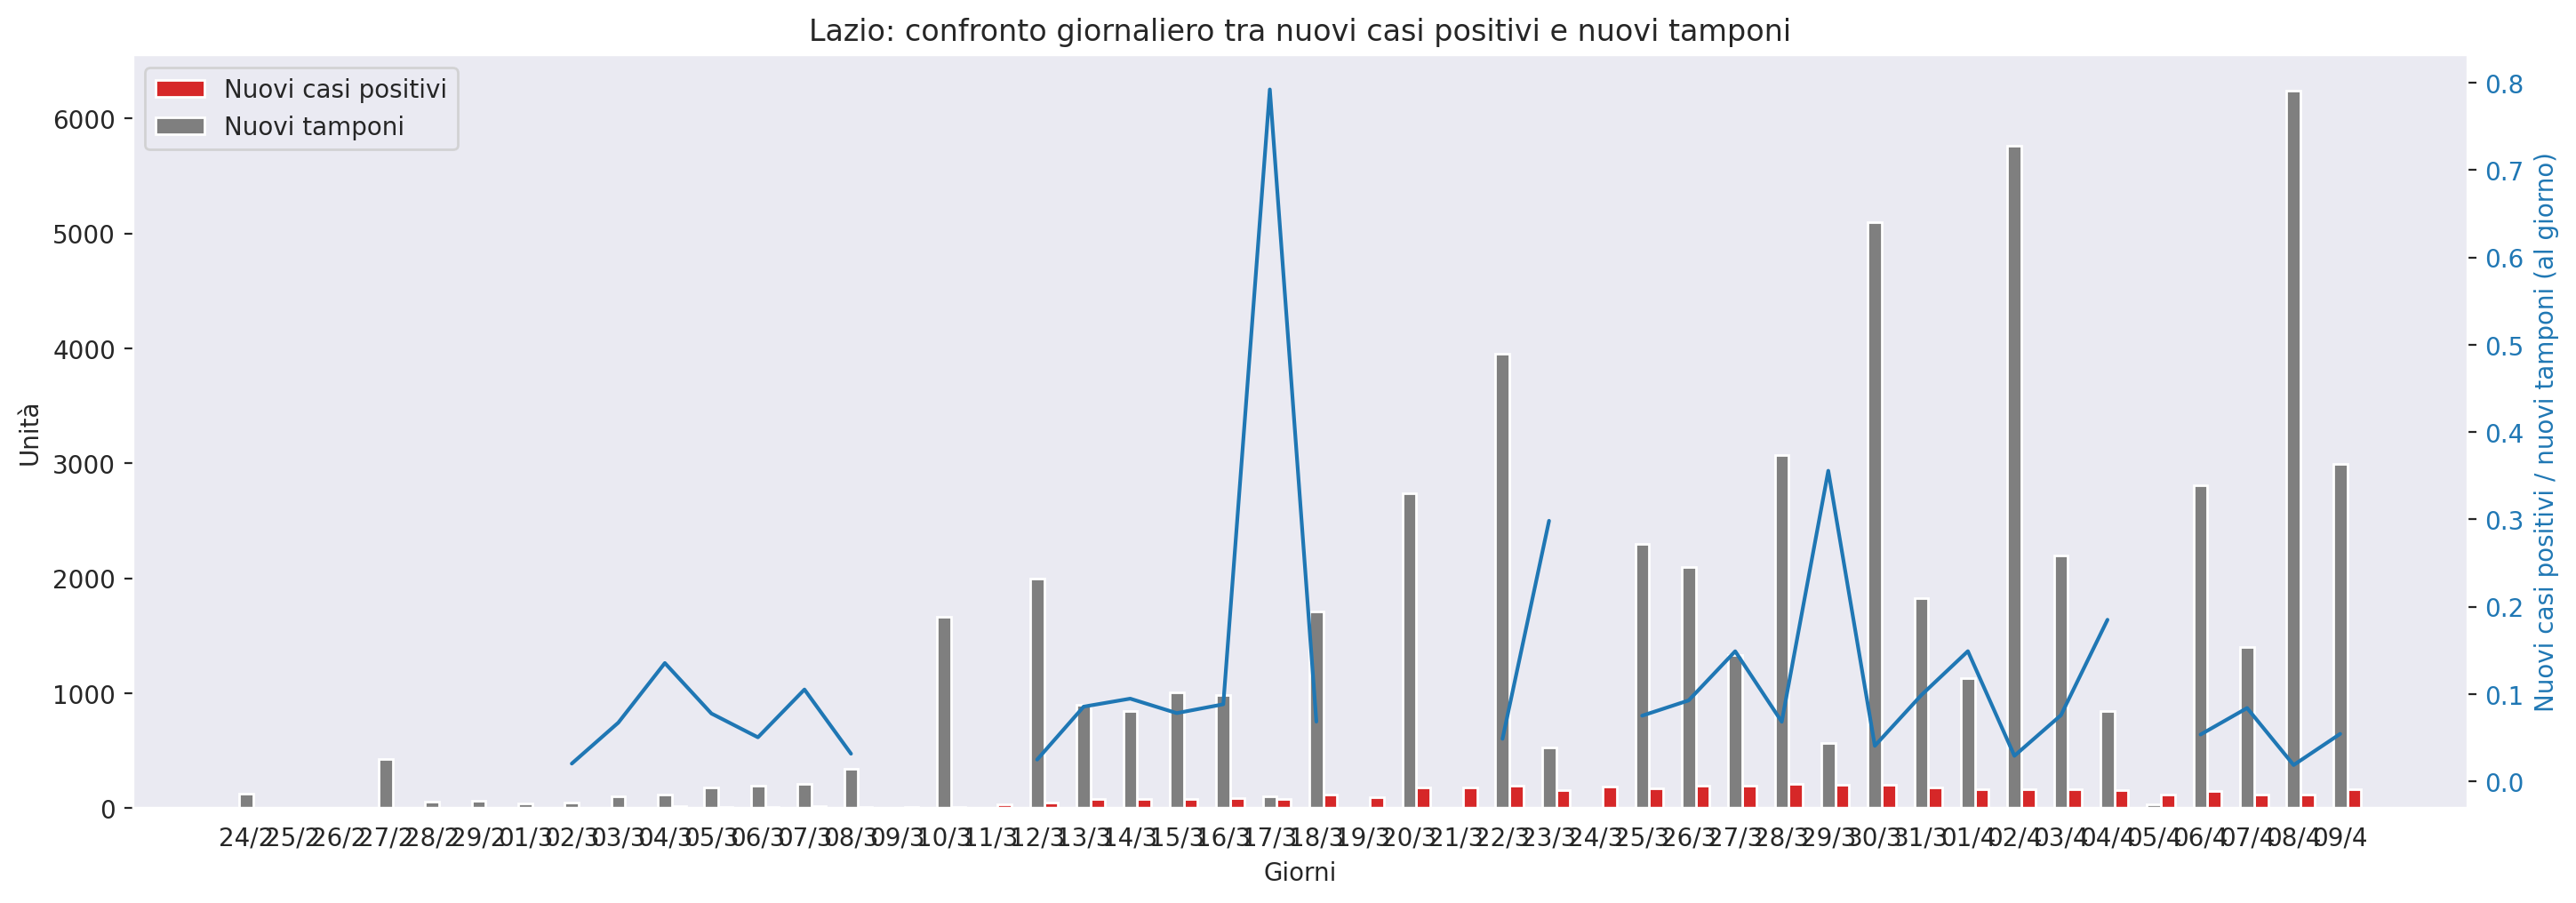 Lazio: confronto giornaliero tra nuovi casi positivi e nuovi tamponi
Nuovi casi positivi
Nuovi tamponi
6000
5000
4000
3000
2000
1000
0
Unità
0.8
0.7
0.6
0.5
0.4
0.3
0.2
0.1
0.0
Nuovi casi positivi / nuovi tamponi (al giorno)
24/2 25/2 26/2 27/2 28/2 29/2 01/3 02/3 03/3 04/3 05/3 06/3 07/3 08/3 09/3 10/3 11/3 12/3 13/3 14/3 15/3 16/3 17/3 18/3 19/3 20/3 21/3 22/3 23/3 24/3 25/3 26/3 27/3 28/3 29/3 30/3 31/3 01/4 02/4 03/4 04/4 05/4 06/4 07/4 08/4 09/4
Giorni